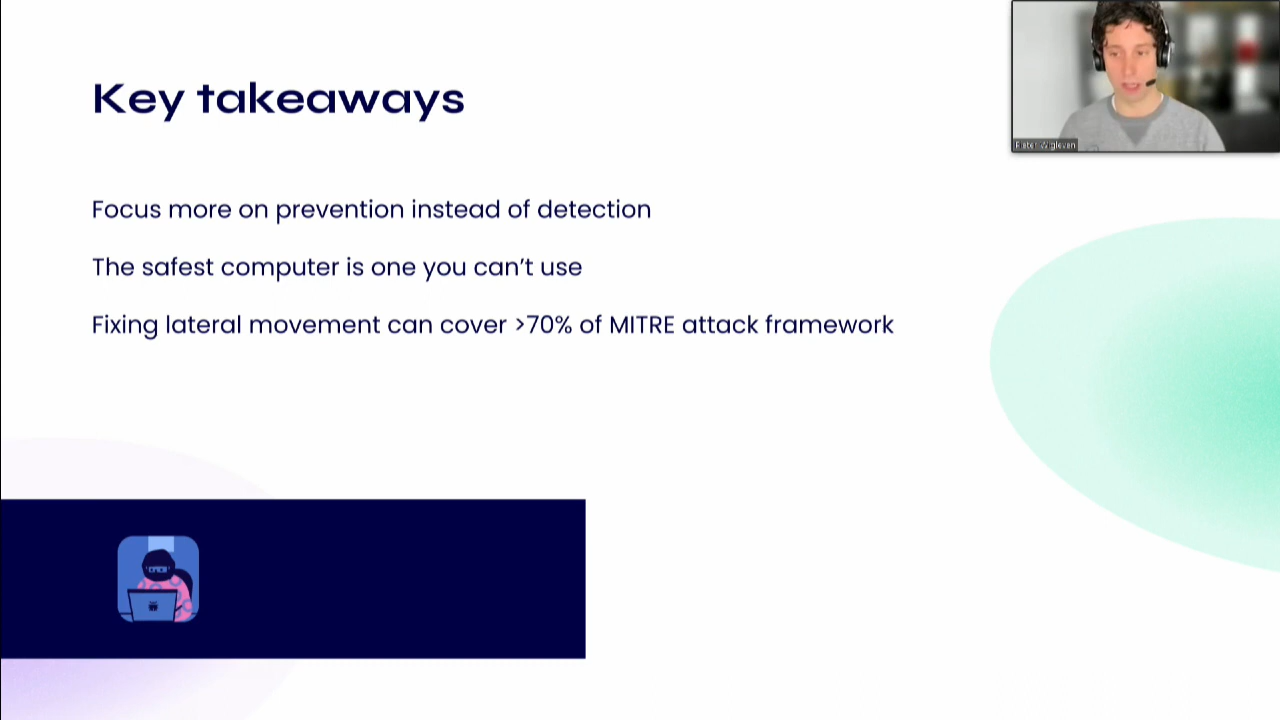 Key takeaways
Focus more on prevention instead of detection
The safest computer is one you can’t use
Fixing lateral movement can cover >70% of MITRE attack framework